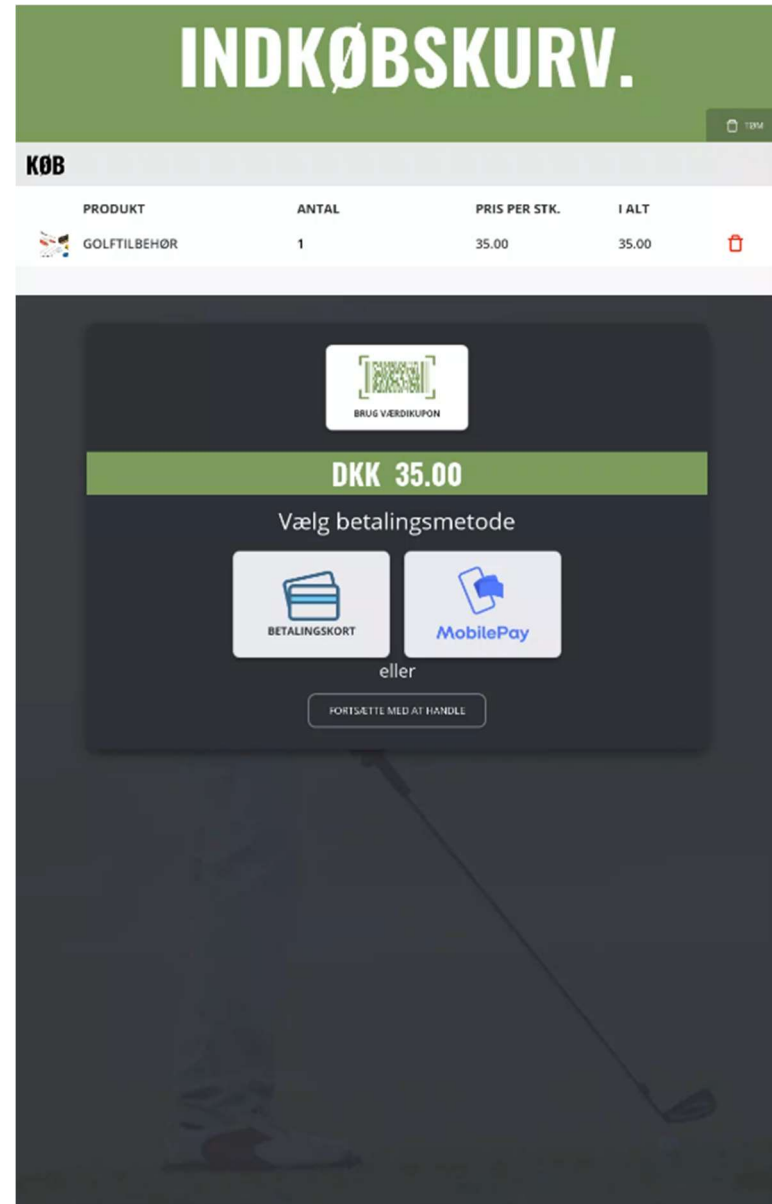 INDKØBSKURV.
TØM
KØB
PRODUKT ANTAL PRIS PER STK. I ALT
GOLFTILBEHØR 1 35.00 35.00
BRUG VÆRDIKUPON
DKK 35.00
Vælg betalingsmetode
BETALINGSKORT MobilePay
eller
FORTSÆTTE MED AT HANDLE